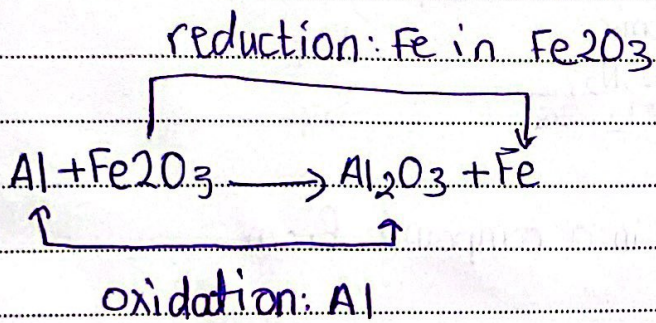 reduction: Fe in Fe2O3
Al + Fe2O3 → Al₂O3 + Fe
oxidation: Al